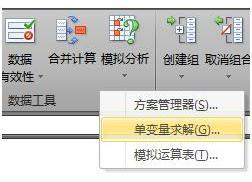 数据 合并计算 模拟分析 创建组 取消组合
有效性
数据工具
方案管理器(S)...
单变量求解(G)...
模拟运算表(T)...